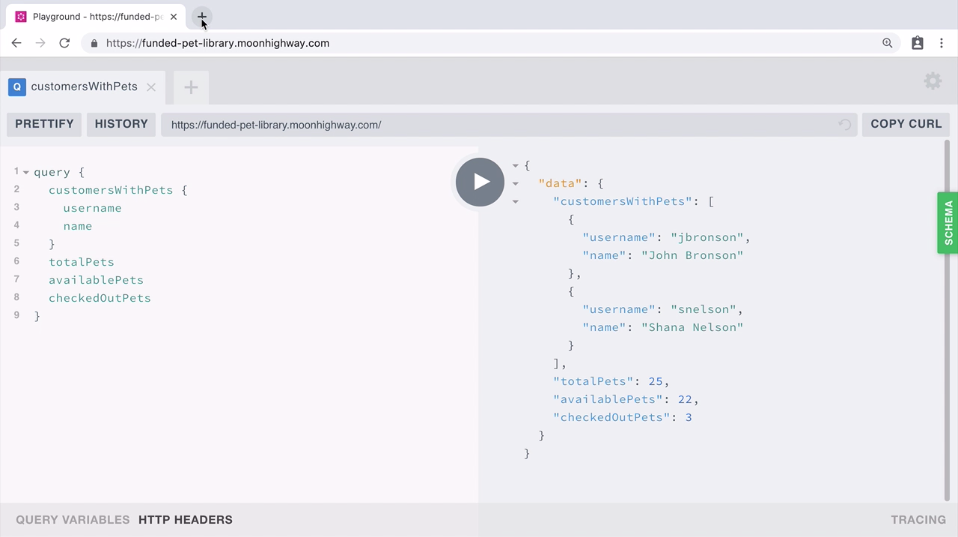 Playground - https://funded-pe
https://funded-pet-library.moonhighway.com
Q customersWithPets
PRETTIFY HISTORY https://funded-pet-library.moonhighway.com/ COPY CURL
1 query {
2 customersWithPets {
3 username
4 name
5 }
6 totalPets
7 availablePets
8 checkedOutPets
9 }
{
"data": {
"customersWithPets": [
{
"username": "jbronson",
"name": "John Bronson"
},
{
"username": "snelson",
"name": "Shana Nelson"
}
],
"totalPets": 25,
"availablePets": 22,
"checkedOutPets": 3
}
}
SCHEMA
QUERY VARIABLES HTTP HEADERS
TRACING